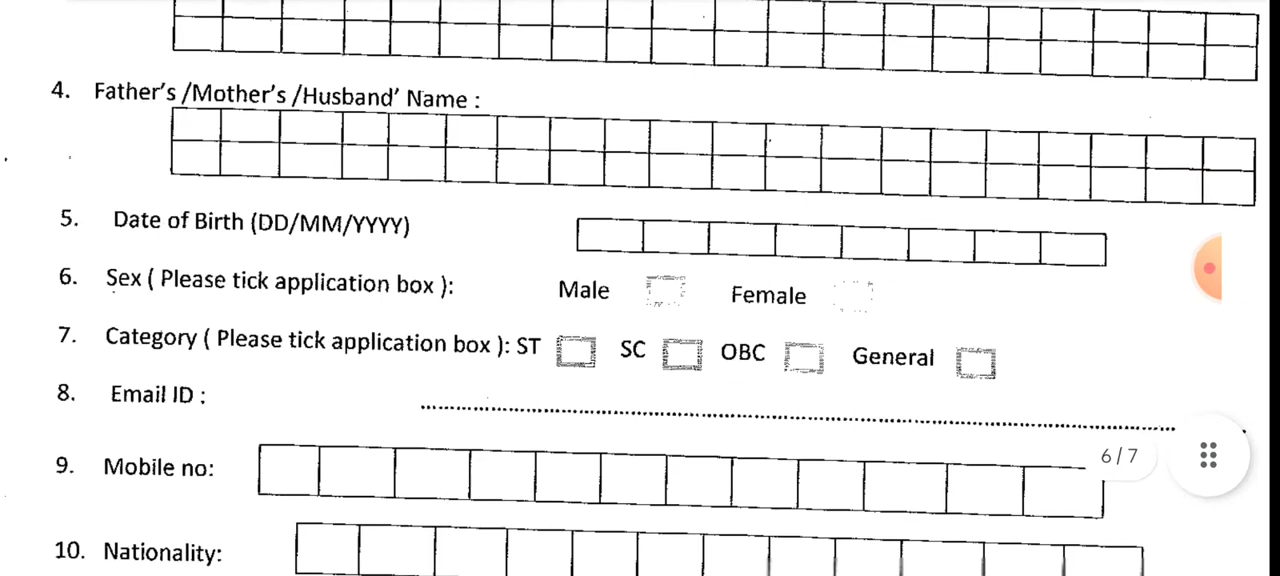 4. Father's /Mother's /Husband' Name :
5. Date of Birth (DD/MM/YYYY)
6. Sex ( Please tick application box ): Male Female
7. Category ( Please tick application box ): ST SC OBC General
8. Email ID :
9. Mobile no:
6/7
10. Nationality: